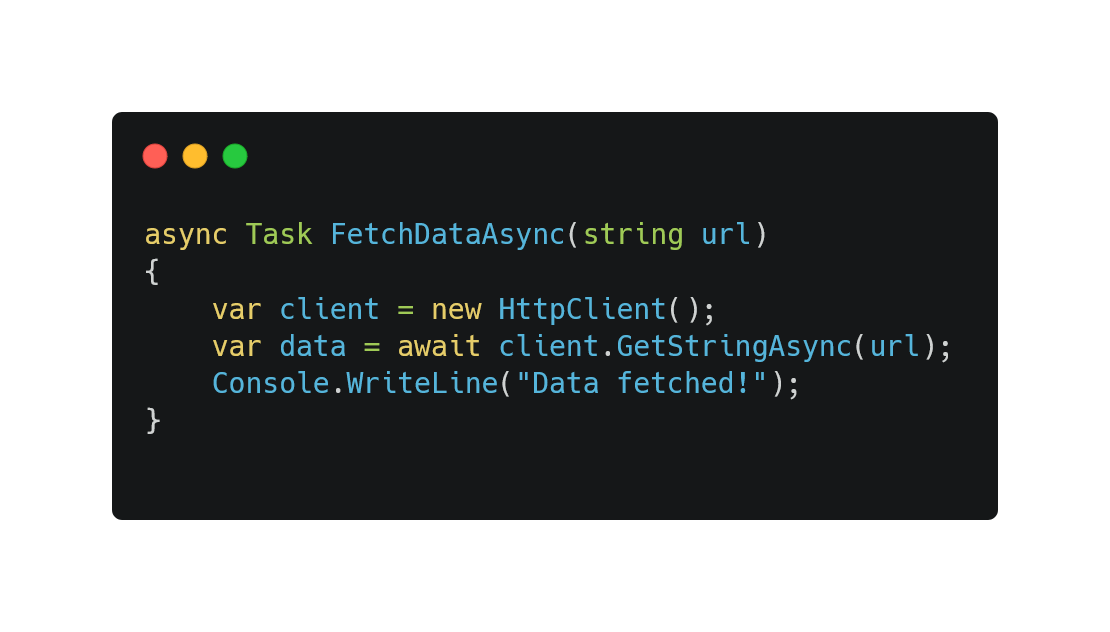 async Task FetchDataAsync(string url)
{
    var client = new HttpClient();
    var data = await client.GetStringAsync(url);
    Console.WriteLine("Data fetched!");
}